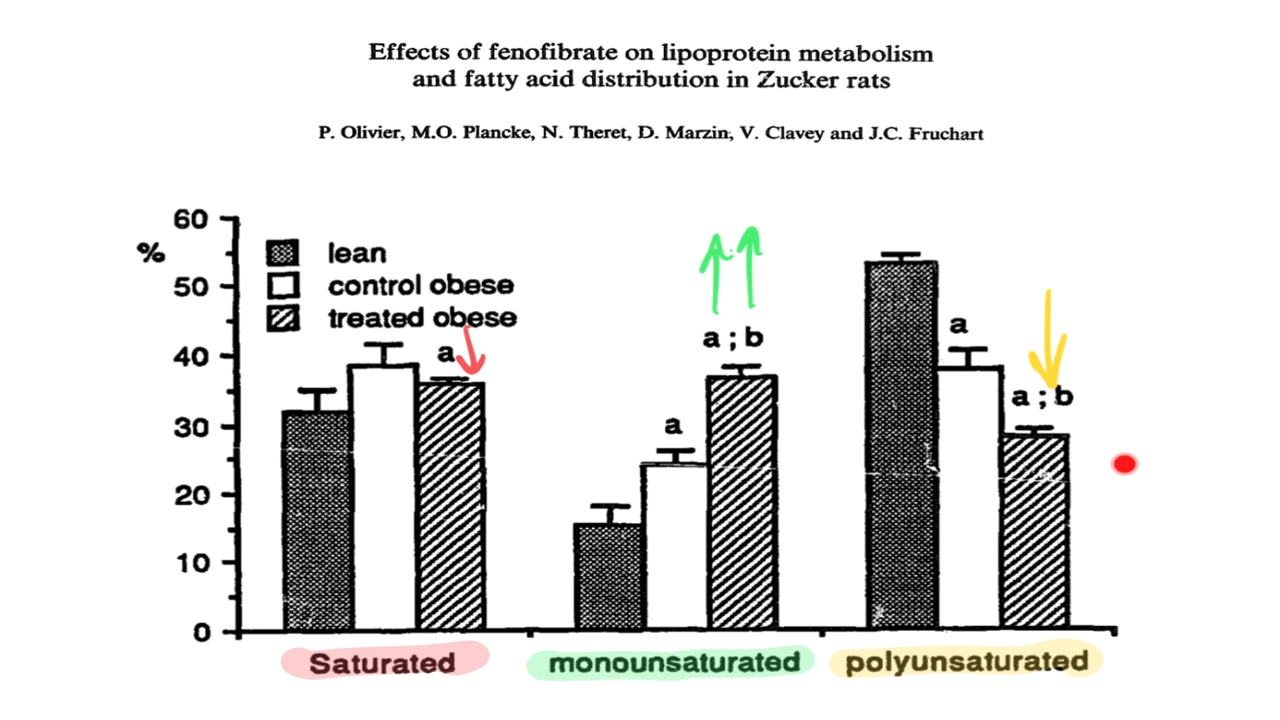 Effects of fenofibrate on lipoprotein metabolism
and fatty acid distribution in Zucker rats
P. Olivier, M.O. Plancke, N. Theret, D. Marzin, V. Clavey and J.C. Fruchart
%
60
50
40
30
20
10
0
lean
control obese
treated obese
a
a
a ; b
a
a ; b
Saturated
monounsaturated
polyunsaturated